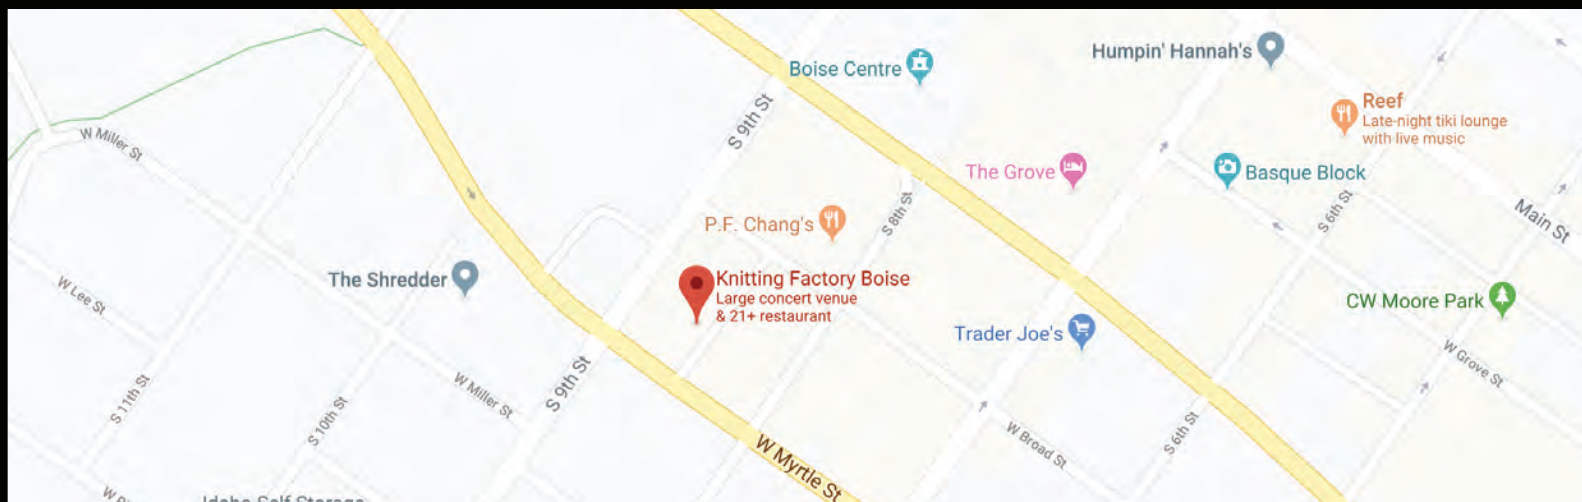 Humpin' Hannah's
Boise Centre
Reef
Late-night tiki lounge
with live music
S 9th St
W Miller St
The Grove
Basque Block
S 6th St
Main St
S 8th St
P.F. Chang's
The Shredder
Knitting Factory Boise
Large concert venue
& 21+ restaurant
W Lee St
CW Moore Park
Trader Joe's
W Grove St
S 9th St
W Miller St
S 11th St
S 10th St
S 6th St
W Broad St
W Myrtle St
Idaho Self Storage